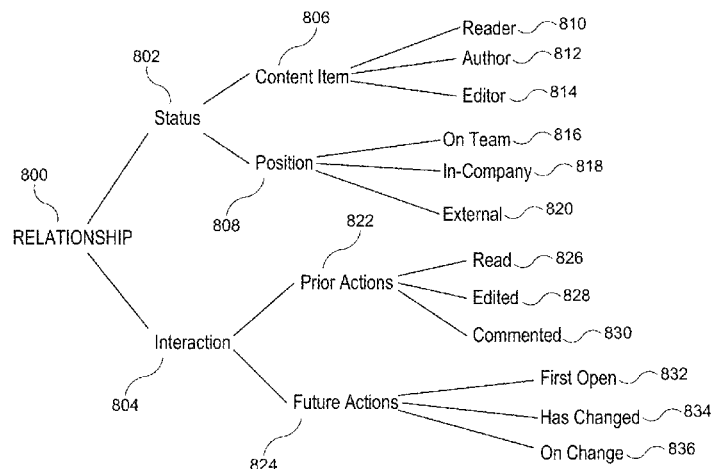 806
Reader 810
802
Author 812
Content Item
Editor 814
Status
On Team 816
Position
In-Company 818
800
808
External 820
RELATIONSHIP
822
Read 826
Prior Actions
Edited 828
Interaction
Commented 830
804
First Open 832
Future Actions
Has Changed 834
824
On Change 836